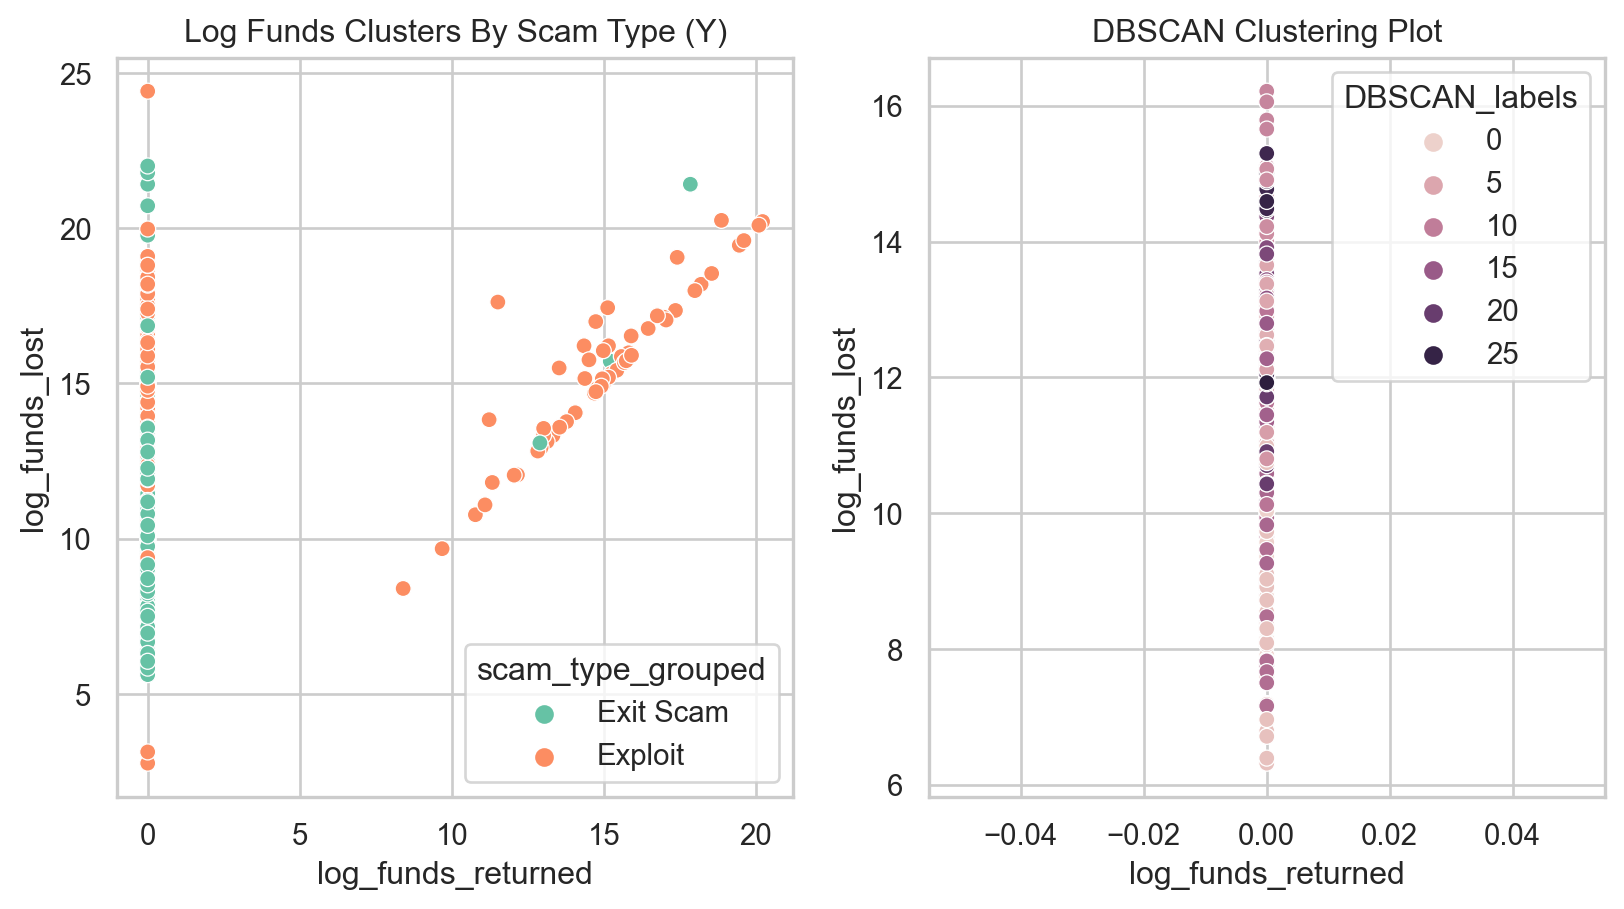 Log Funds Clusters By Scam Type (Y)
log_funds_lost
25
20
15
10
5
0
5
10
15
20
log_funds_returned
scam_type_grouped
Exit Scam
Exploit
DBSCAN Clustering Plot
log_funds_lost
16
14
12
10
8
6
−0.04
−0.02
0.00
0.02
0.04
log_funds_returned
DBSCAN_labels
0
5
10
15
20
25